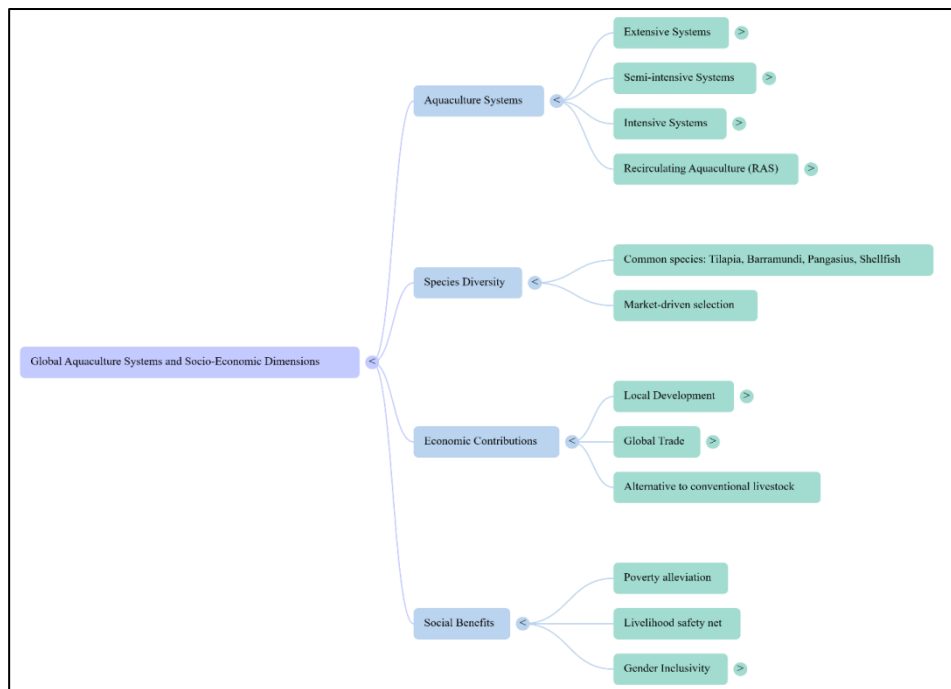 Global Aquaculture Systems and Socio-Economic Dimensions
<
Aquaculture Systems
<
Extensive Systems
>
Semi-intensive Systems
>
Intensive Systems
>
Recirculating Aquaculture (RAS)
>
Species Diversity
<
Common species: Tilapia, Barramundi, Pangasius, Shellfish
Market-driven selection
Economic Contributions
<
Local Development
>
Global Trade
>
Alternative to conventional livestock
Social Benefits
<
Poverty alleviation
Livelihood safety net
Gender Inclusivity
>